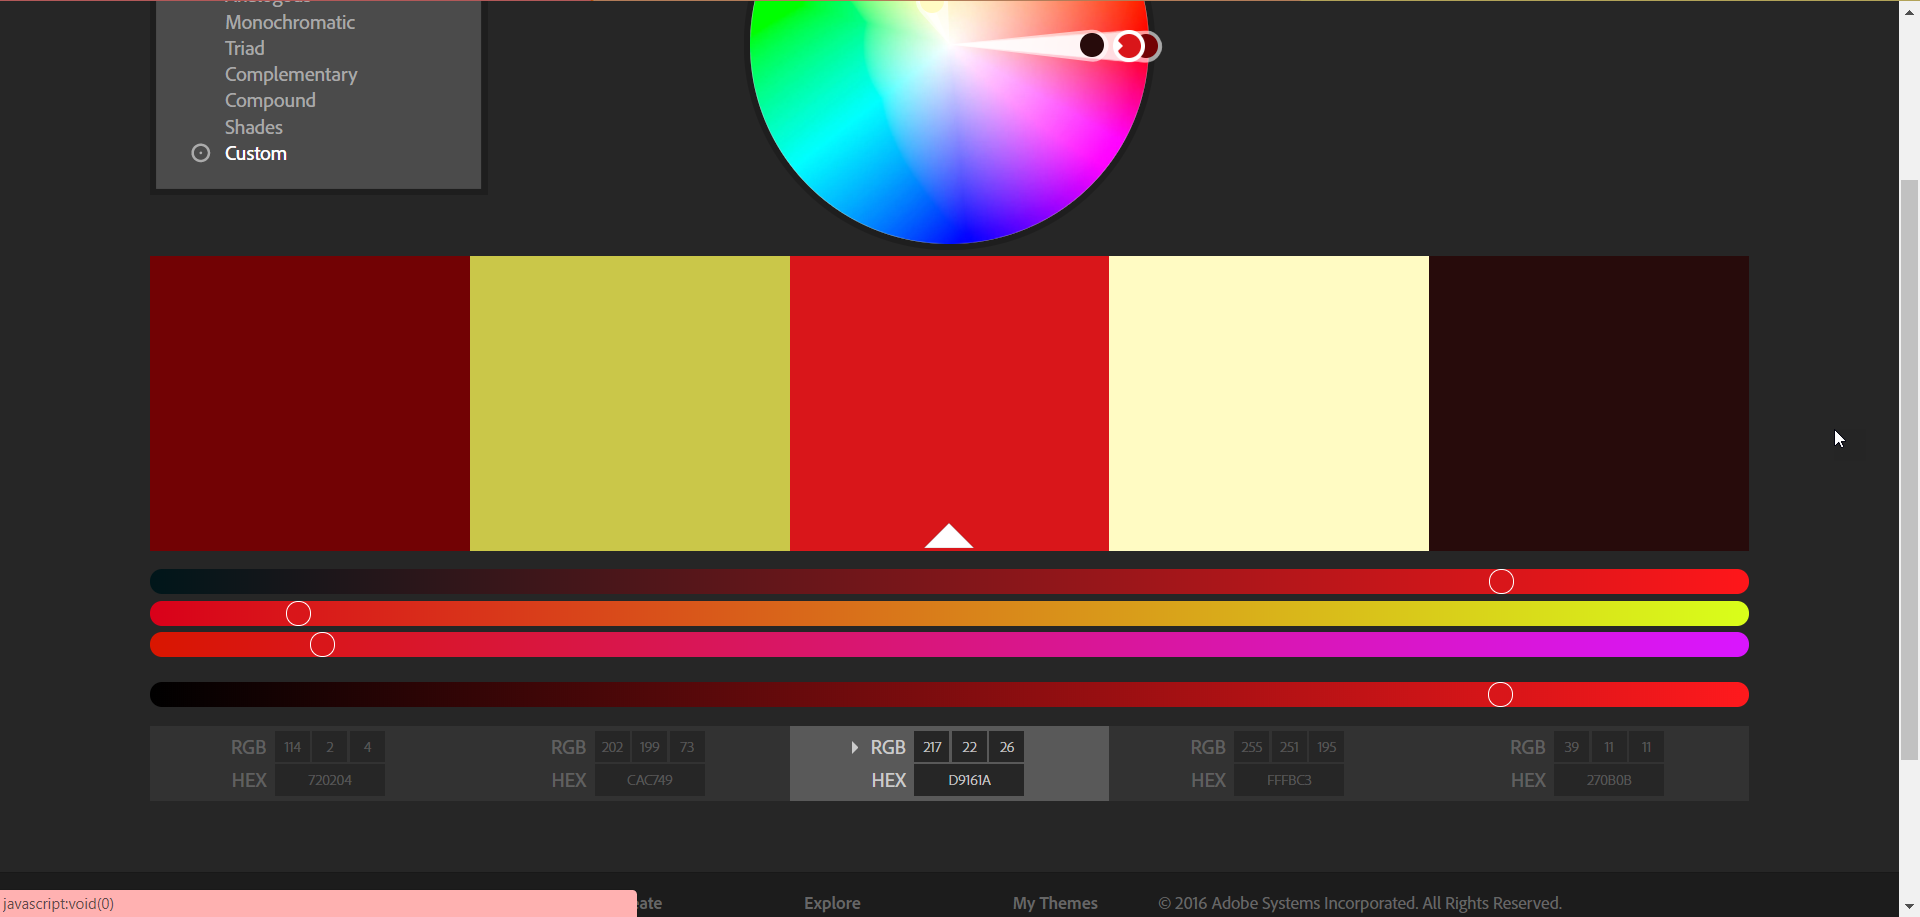 Monochromatic
Triad
Complementary
Compound
Shades
Custom
RGB 114 2 4
HEX 720204
RGB 202 199 73
HEX CAC749
RGB 217 22 26
HEX D9161A
RGB 255 251 195
HEX FFFBC3
RGB 39 11 11
HEX 270B0B
javascript:void(0)
Explore
My Themes
© 2016 Adobe Systems Incorporated. All Rights Reserved.